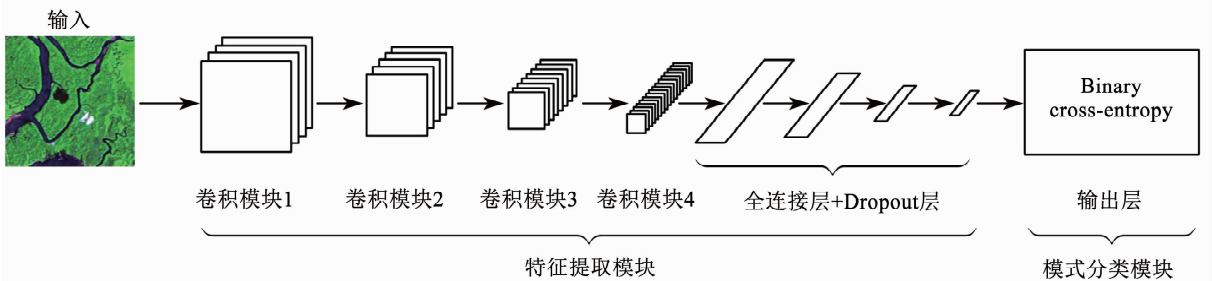 输入
Binary
cross-entropy
卷积模块1
卷积模块2
卷积模块3
卷积模块4
全连接层+Dropout层
输出层
特征提取模块
模式分类模块